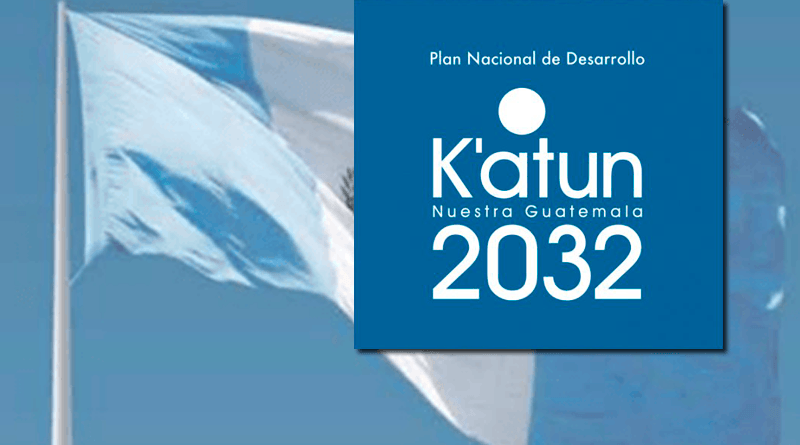 Plan Nacional de Desarrollo
K'atun
Nuestra Guatemala
2032